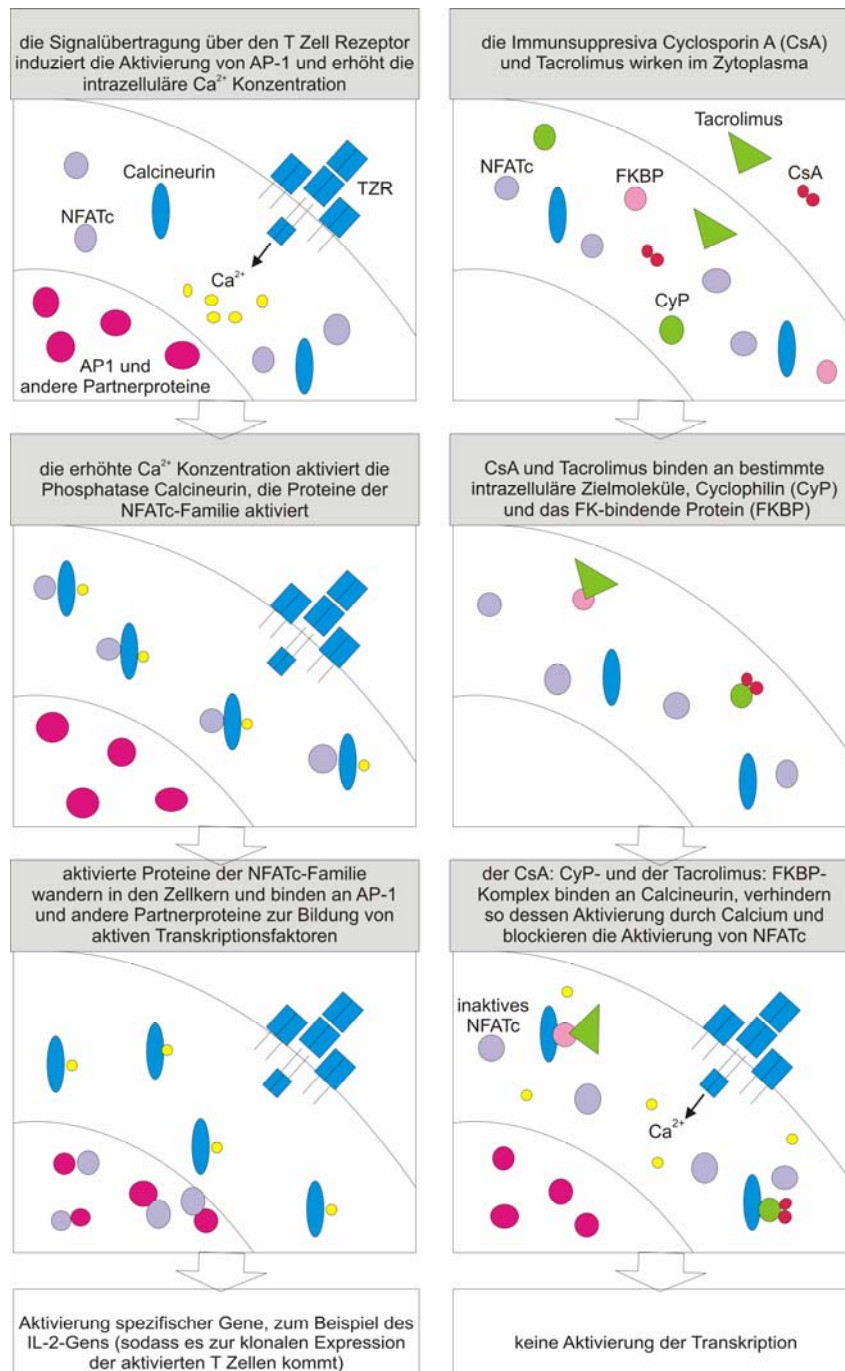 die Signalübertragung über den T Zell Rezeptor
induziert die Aktivierung von AP-1 und erhöht die
intrazelluläre Ca²⁺ Konzentration
Calcineurin
TZR
NFATc
Ca²⁺
AP1 und
andere Partnerproteine
die erhöhte Ca²⁺ Konzentration aktiviert die
Phosphatase Calcineurin, die Proteine der
NFATc-Familie aktiviert
aktivierte Proteine der NFATc-Familie
wandern in den Zellkern und binden an AP-1
und andere Partnerproteine zur Bildung von
aktiven Transkriptionsfaktoren
Aktivierung spezifischer Gene, zum Beispiel des
IL-2-Gens (sodass es zur klonalen Expression
der aktivierten T Zellen kommt)
die Immunsuppresiva Cyclosporin A (CsA)
und Tacrolimus wirken im Zytoplasma
Tacrolimus
NFATc
FKBP
CsA
CyP
CsA und Tacrolimus binden an bestimmte
intrazelluläre Zielmoleküle, Cyclophilin (CyP)
und das FK-bindende Protein (FKBP)
der CsA: CyP- und der Tacrolimus: FKBP-
Komplex binden an Calcineurin, verhindern
so dessen Aktivierung durch Calcium und
blockieren die Aktivierung von NFATc
inaktives
NFATc
Ca²⁺
keine Aktivierung der Transkription